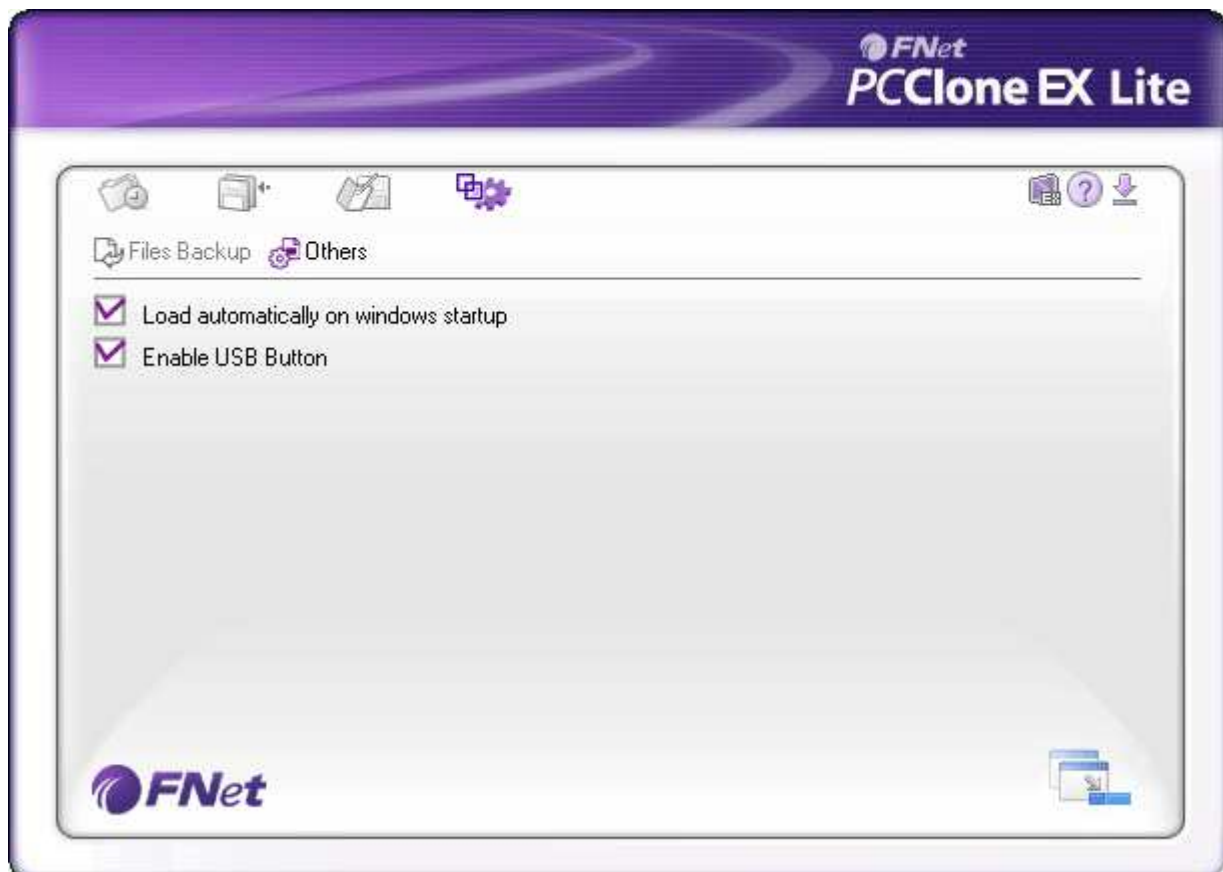 FNet
PCClone EX Lite
?
Files Backup Others
Load automatically on windows startup
Enable USB Button
FNet